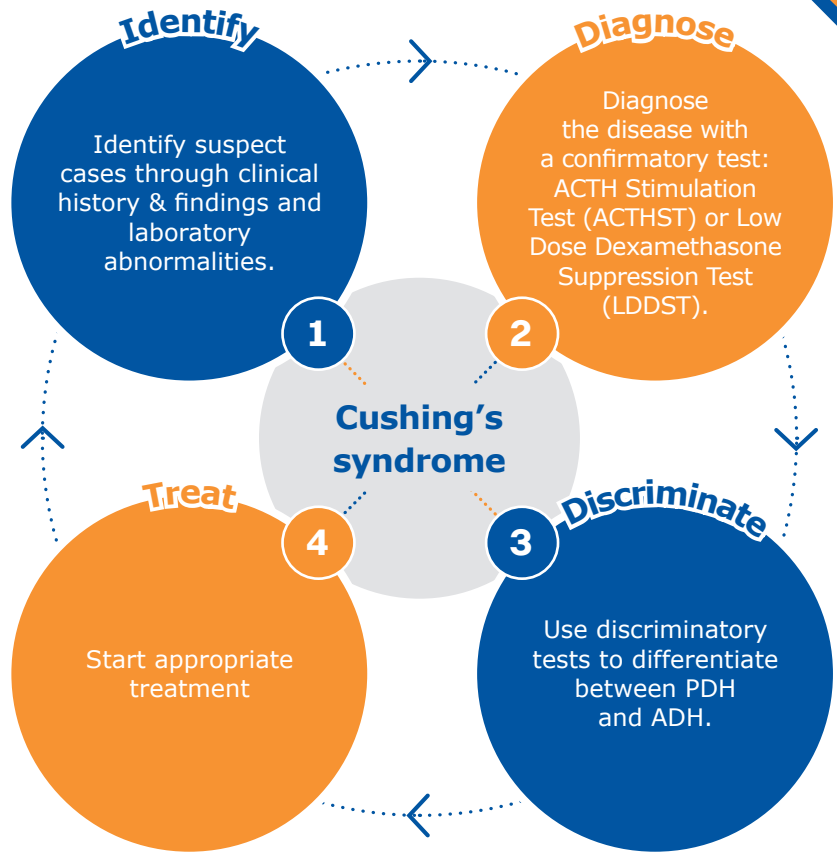 Identify
Identify suspect
cases through clinical
history & findings and
laboratory
abnormalities.
1
Diagnose
Diagnose
the disease with
a confirmatory test:
ACTH Stimulation
Test (ACTHST) or Low
Dose Dexamethasone
Suppression Test
(LDDST).
2
Cushing’s
syndrome
Discriminate
3
Use discriminatory
tests to differentiate
between PDH
and ADH.
Treat
4
Start appropriate
treatment